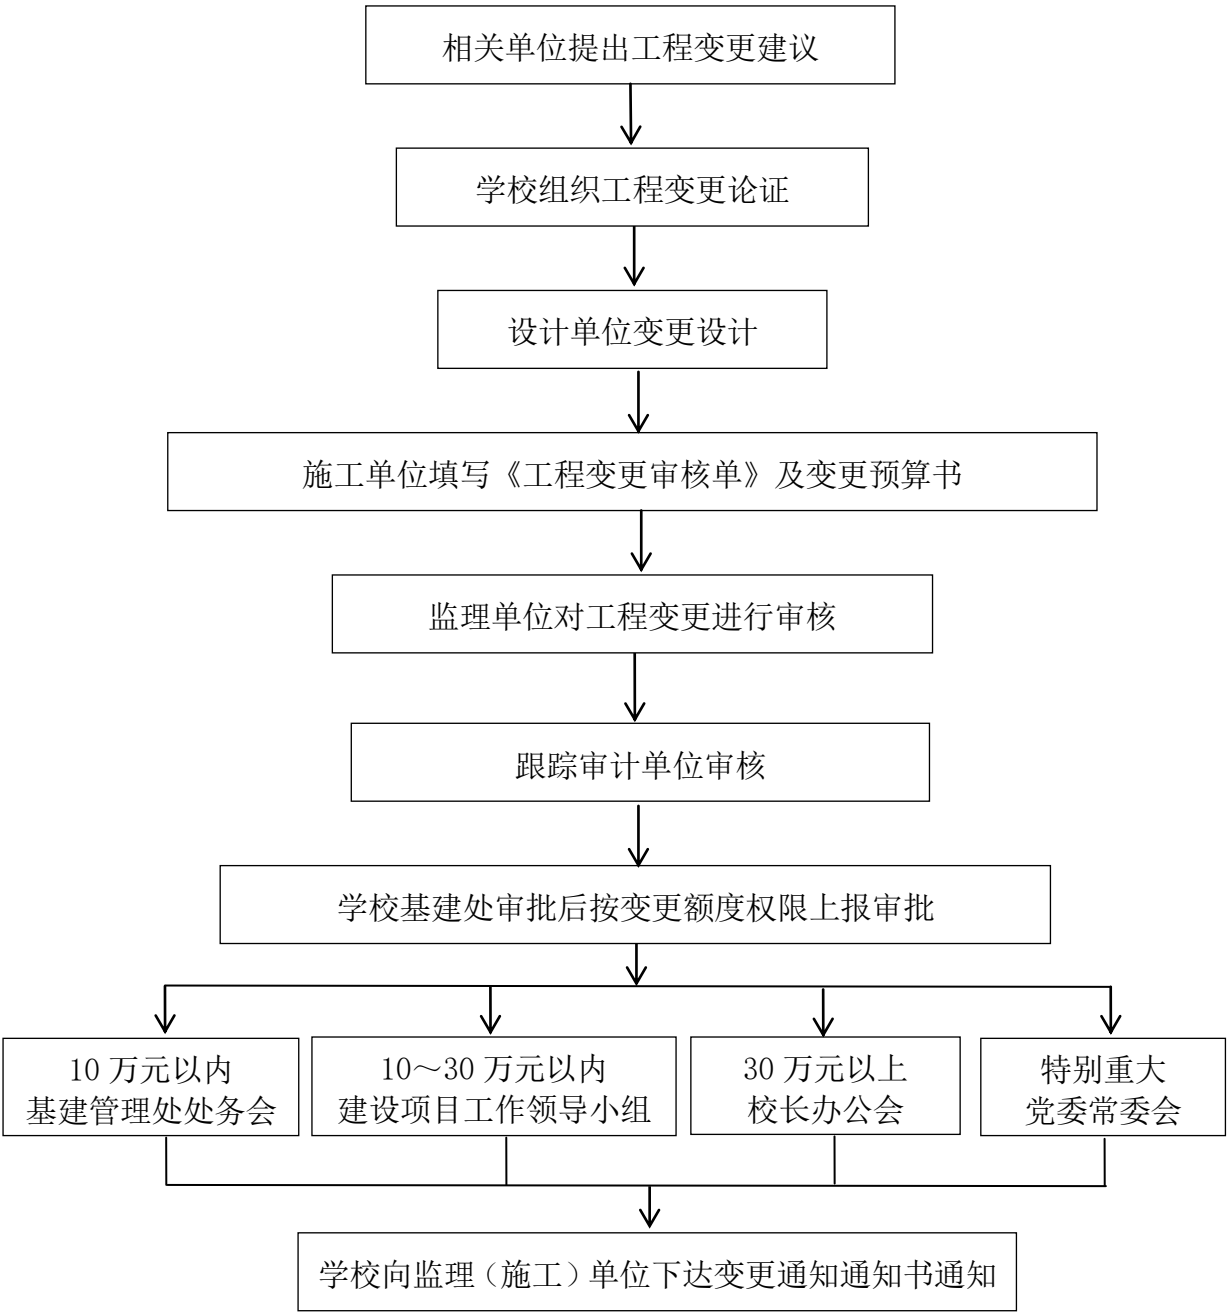 相关单位提出工程变更建议
学校组织工程变更论证
设计单位变更设计
施工单位填写《工程变更审核单》及变更预算书
监理单位对工程变更进行审核
跟踪审计单位审核
学校基建处审批后按变更额度权限上报审批
10 万元以内
基建管理处处务会
10～30 万元以内
建设项目工作领导小组
30 万元以上
校长办公会
特别重大
党委常委会
学校向监理（施工）单位下达变更通知通知书通知